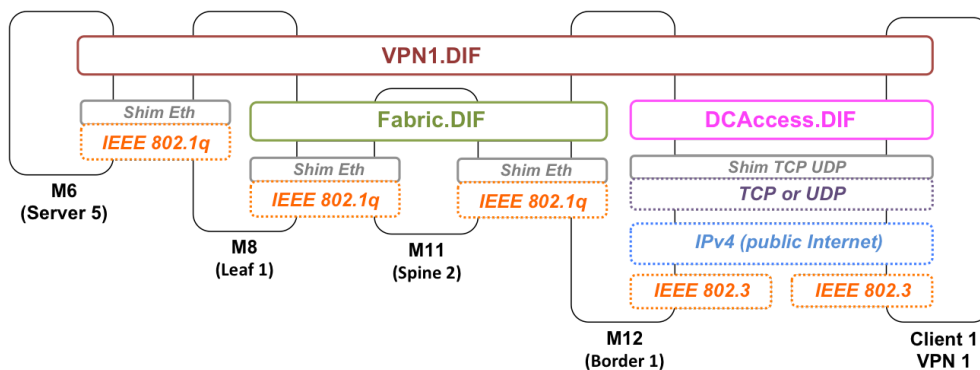 VPN1.DIF
Shim Eth
IEEE 802.1q
Fabric.DIF
DCAccess.DIF
Shim Eth
IEEE 802.1q
Shim Eth
IEEE 802.1q
Shim TCP UDP
TCP or UDP
IPv4 (public Internet)
IEEE 802.3
IEEE 802.3
M6
(Server 5)
M8
(Leaf 1)
M11
(Spine 2)
M12
(Border 1)
Client 1
VPN 1